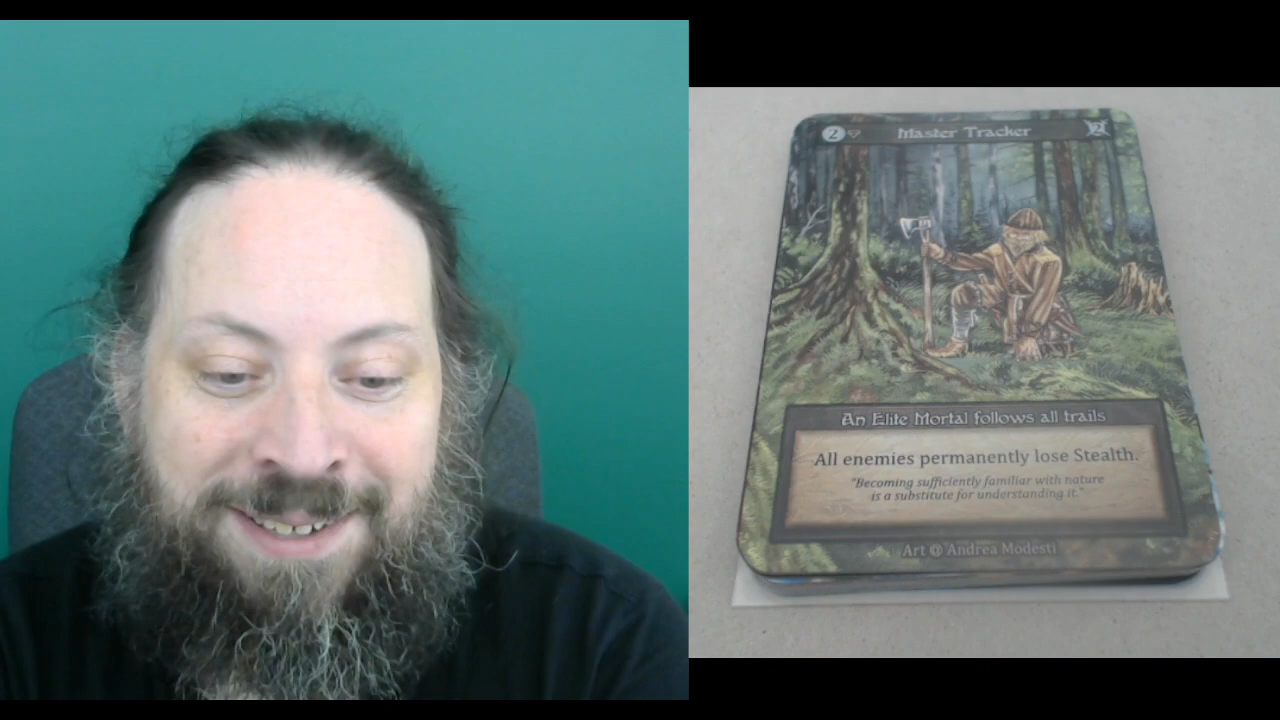 2 Master Tracker 2
An Elite Mortal follows all trails
All enemies permanently lose Stealth.
"Becoming sufficiently familiar with nature
is a substitute for understanding it."
Art @ Andrea Modesti